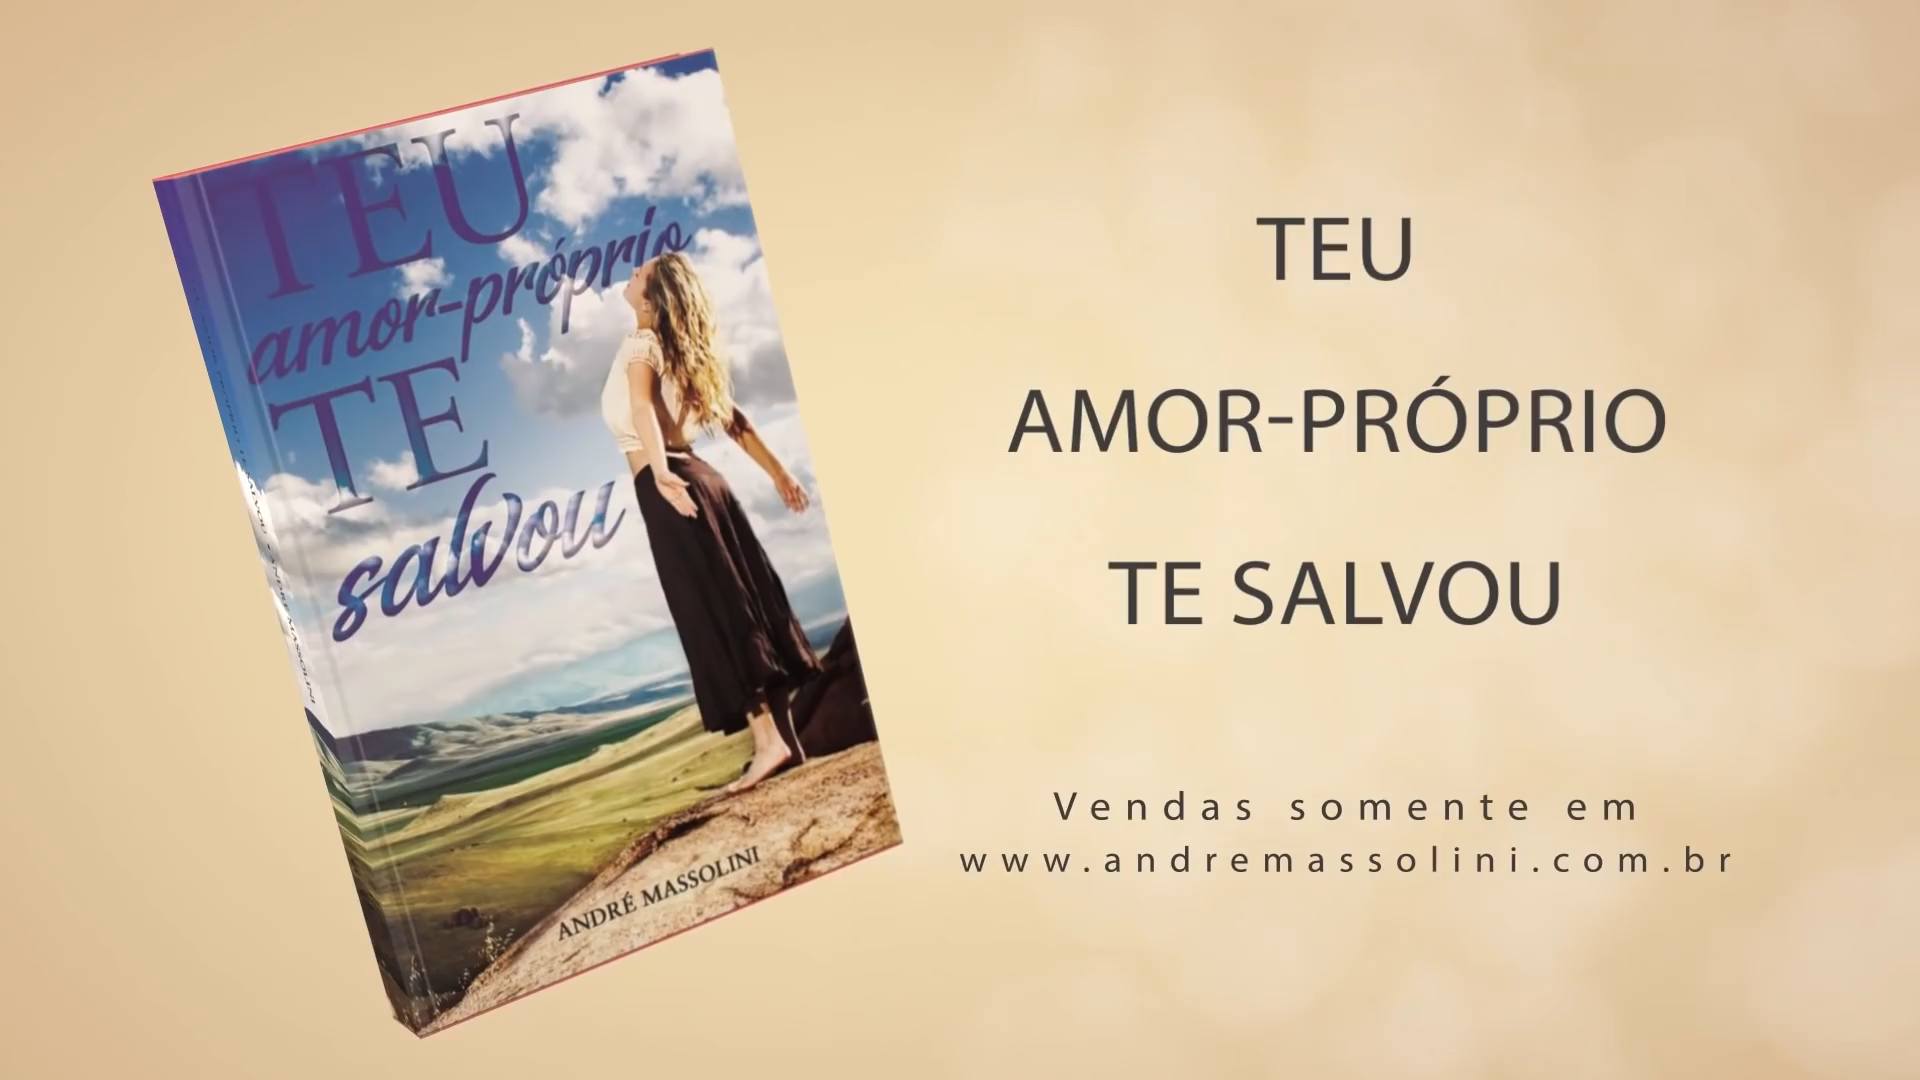 TEU
amor-próprio
TE
salvou
ANDRÉ MASSOLINI
TEU
AMOR-PRÓPRIO
TE SALVOU
Vendas somente em
www.andremassolini.com.br